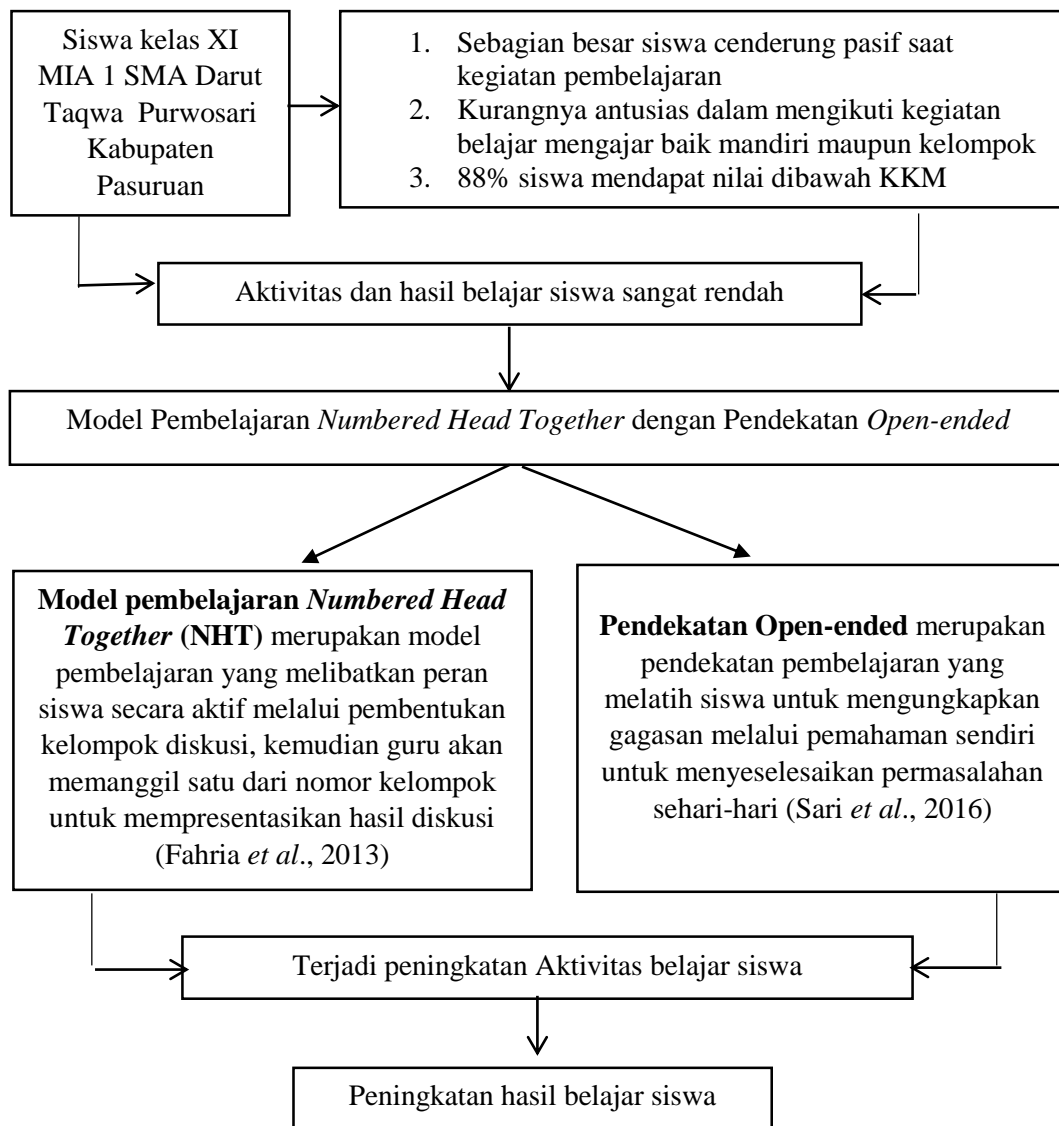 Siswa kelas XI
MIA 1 SMA Darut
Taqwa Purwosari
Kabupaten
Pasuruan
1. Sebagian besar siswa cenderung pasif saat
kegiatan pembelajaran
2. Kurangnya antusias dalam mengikuti kegiatan
belajar mengajar baik mandiri maupun kelompok
3. 88% siswa mendapat nilai dibawah KKM
Aktivitas dan hasil belajar siswa sangat rendah
Model Pembelajaran Numbered Head Together dengan Pendekatan Open-ended
Model pembelajaran Numbered Head
Together (NHT) merupakan model
pembelajaran yang melibatkan peran
siswa secara aktif melalui pembentukan
kelompok diskusi, kemudian guru akan
memanggil satu dari nomor kelompok
untuk mempresentasikan hasil diskusi
(Fahria et al., 2013)
Pendekatan Open-ended merupakan
pendekatan pembelajaran yang
melatih siswa untuk mengungkapkan
gagasan melalui pemahaman sendiri
untuk menyeselesaikan permasalahan
sehari-hari (Sari et al., 2016)
Terjadi peningkatan Aktivitas belajar siswa
Peningkatan hasil belajar siswa